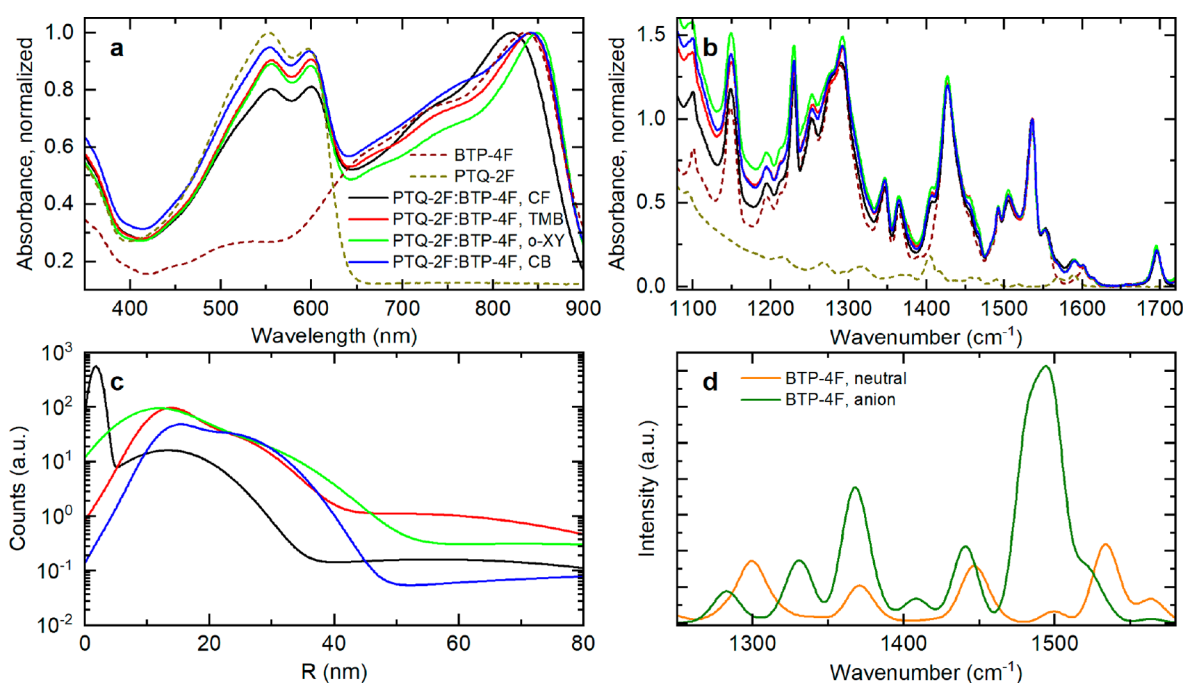 a
Absorbance, normalized
1.0
0.8
0.6
0.4
0.2
400
500
600
700
800
900
Wavelength (nm)
BTP-4F
PTQ-2F
PTQ-2F:BTP-4F, CF
PTQ-2F:BTP-4F, TMB
PTQ-2F:BTP-4F, o-XY
PTQ-2F:BTP-4F, CB
b
Absorbance, normalized
1.5
1.0
0.5
0.0
1100
1200
1300
1400
1500
1600
1700
Wavenumber (cm⁻¹)
c
Counts (a.u.)
10³
10²
10¹
10⁰
10⁻¹
10⁻²
0
20
40
60
80
R (nm)
d
Intensity (a.u.)
BTP-4F, neutral
BTP-4F, anion
1300
1400
1500
Wavenumber (cm⁻¹)